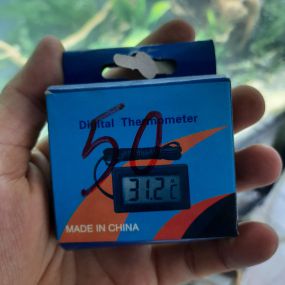 Digital Thermometer
50
31.2℃
MADE IN CHINA